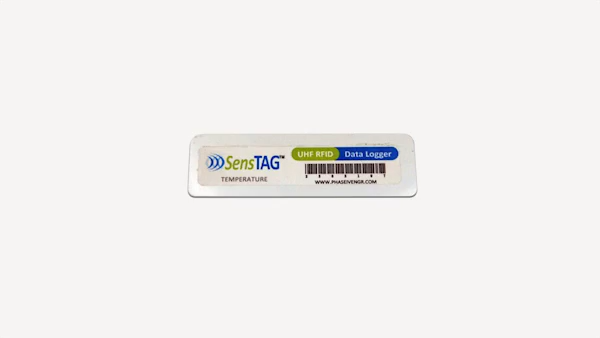 SensTAG™
TEMPERATURE
UHF RFID Data Logger
WWW.PHASEIVENGR.COM